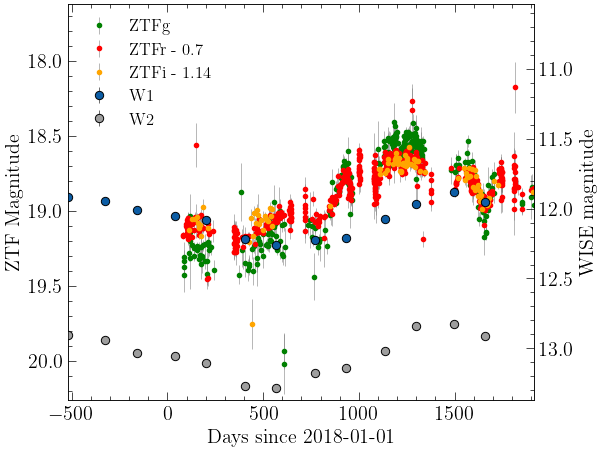 ZTFg
ZTFr - 0.7
ZTFi - 1.14
W1
W2
ZTF Magnitude
18.0
18.5
19.0
19.5
20.0
11.0
11.5
12.0
12.5
13.0
WISE magnitude
−500
0
500
1000
1500
Days since 2018-01-01